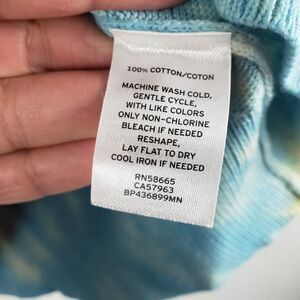 100% COTTON/COTON
MACHINE WASH COLD,
GENTLE CYCLE,
WITH LIKE COLORS
ONLY NON-CHLORINE
BLEACH IF NEEDED
RESHAPE,
LAY FLAT TO DRY
COOL IRON IF NEEDED
RN58665
CA57963
BP436899MN